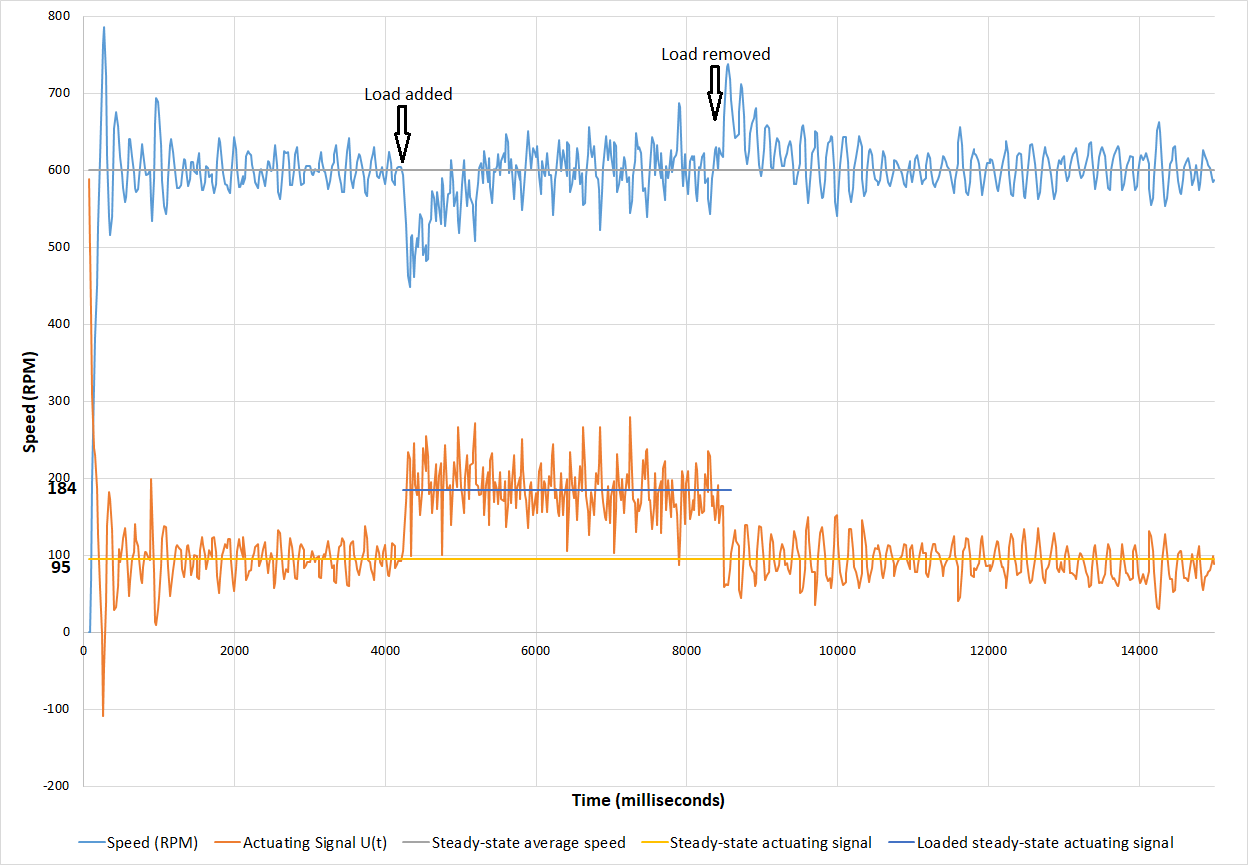 800
Load removed
700
Load added
600
500
400
300
200
184
100
95
0
0 2000 4000 6000 8000 10000 12000 14000
-100
-200
Speed (RPM)
Time (milliseconds)
Speed (RPM) Actuating Signal U(t) Steady-state average speed Steady-state actuating signal Loaded steady-state actuating signal